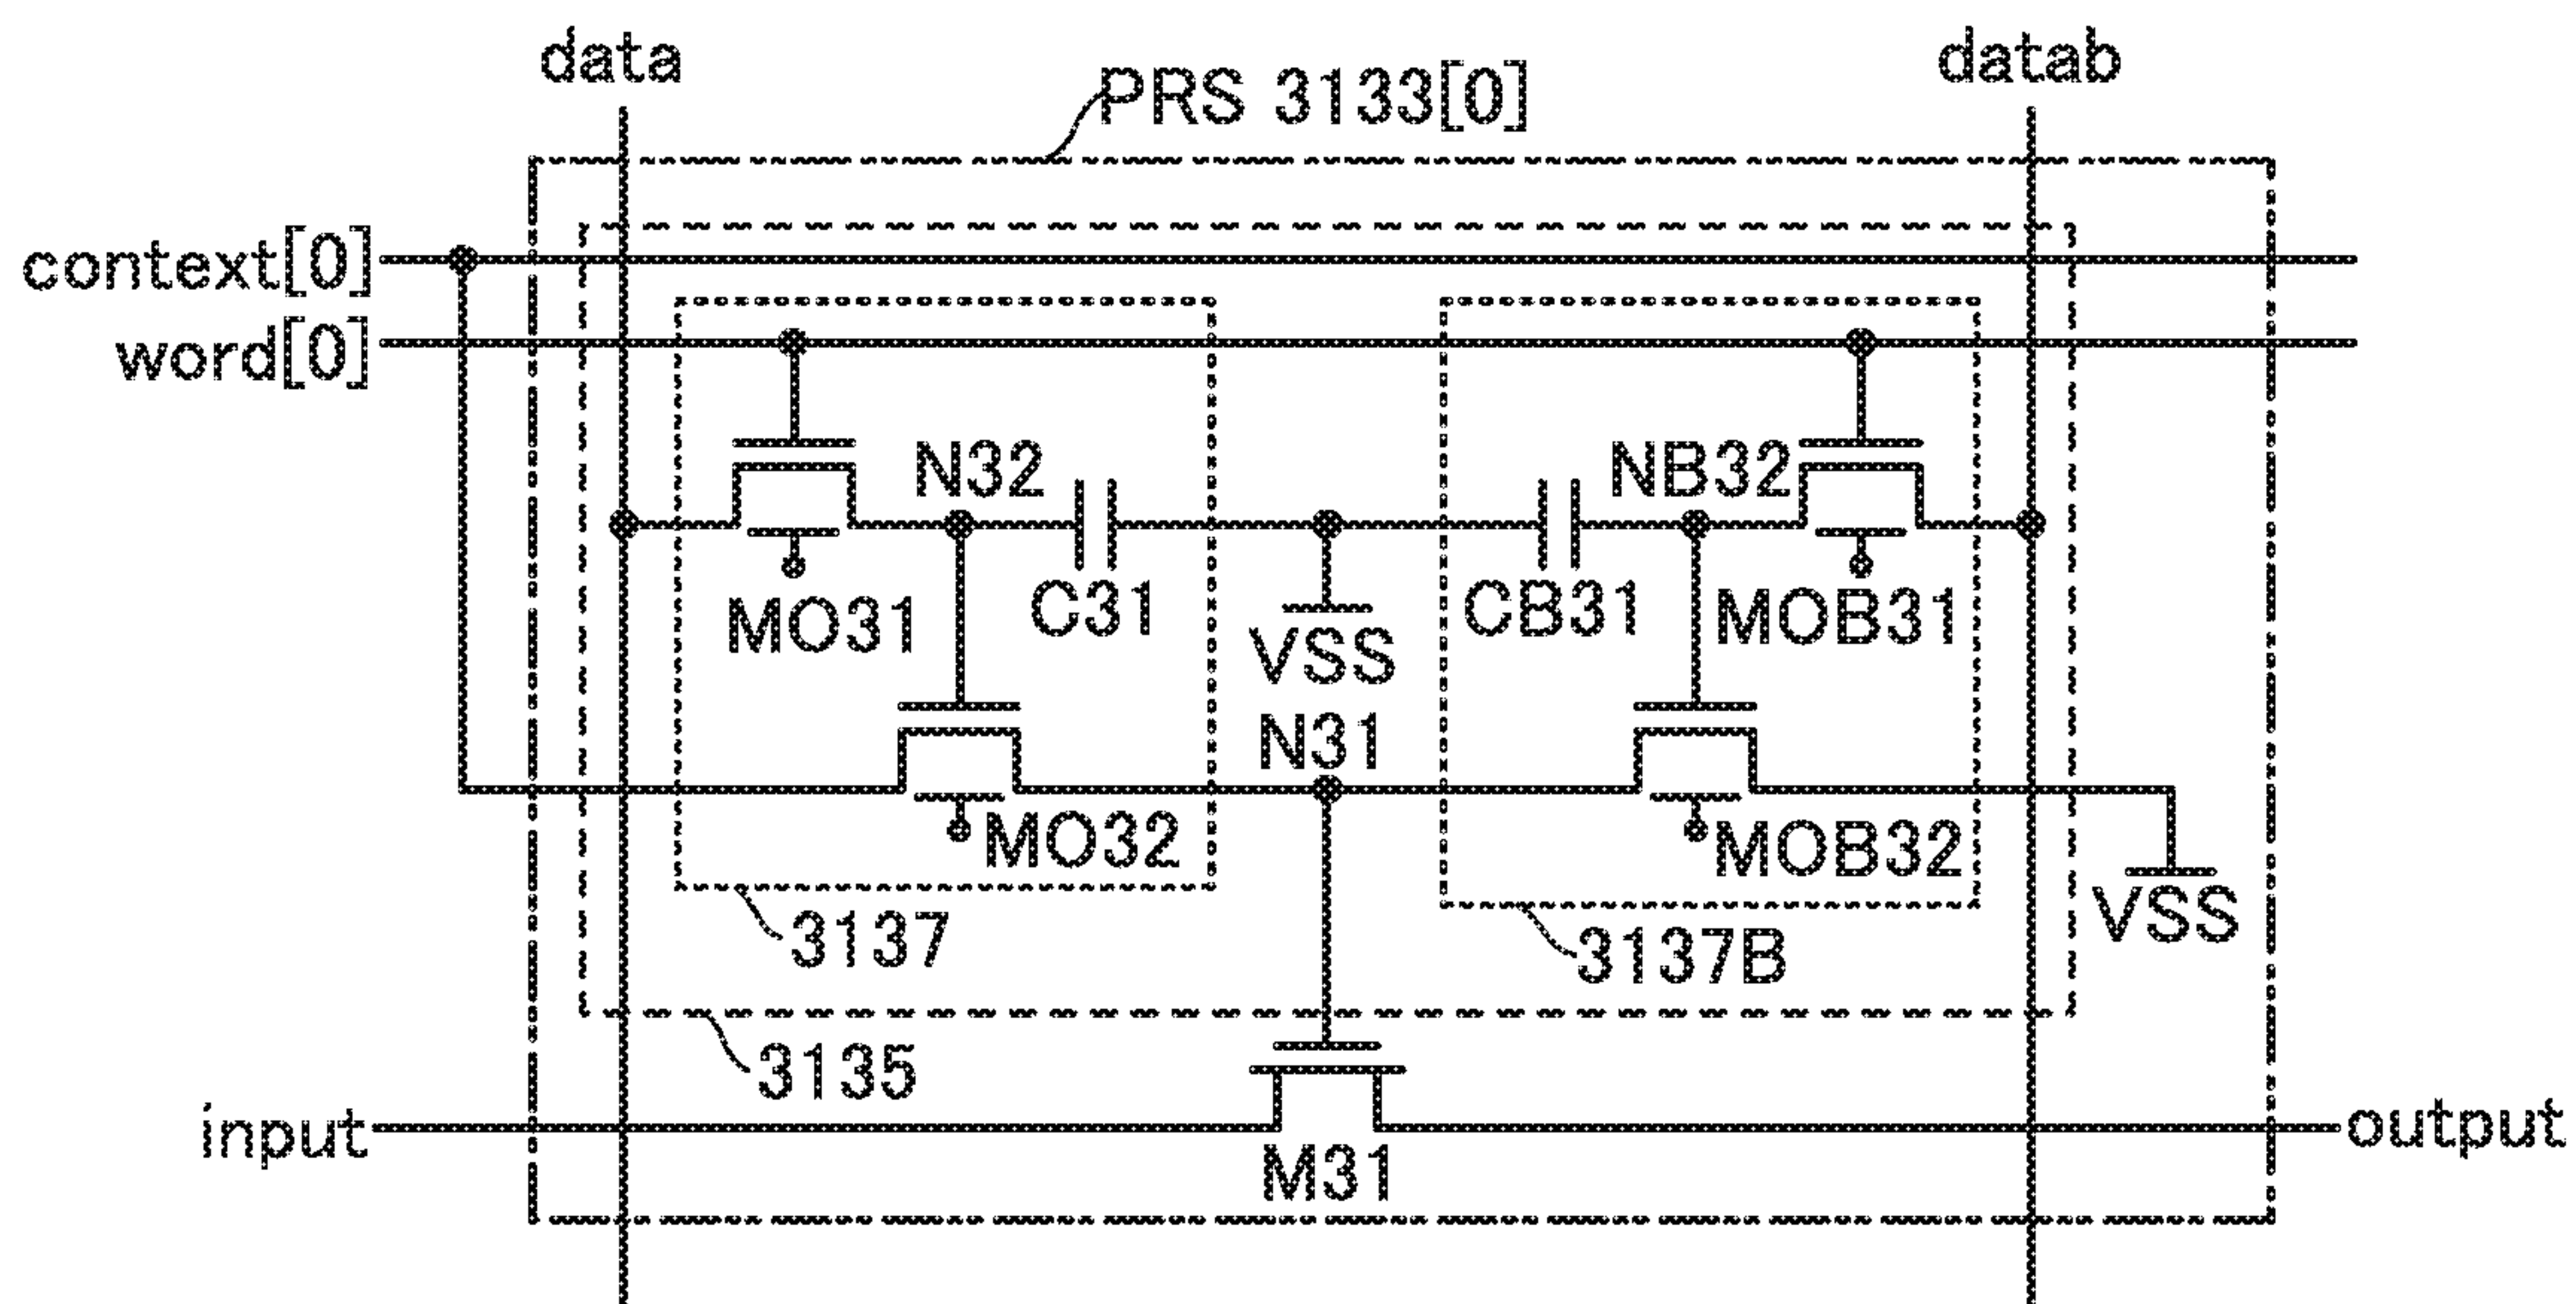 data
datab
PRS 3133[0]
context[0]
word[0]
N32
NB32
MO31
C31
VSS
CB31
MOB31
N31
MO32
MOB32
VSS
3137
3137B
3135
input
output
M31